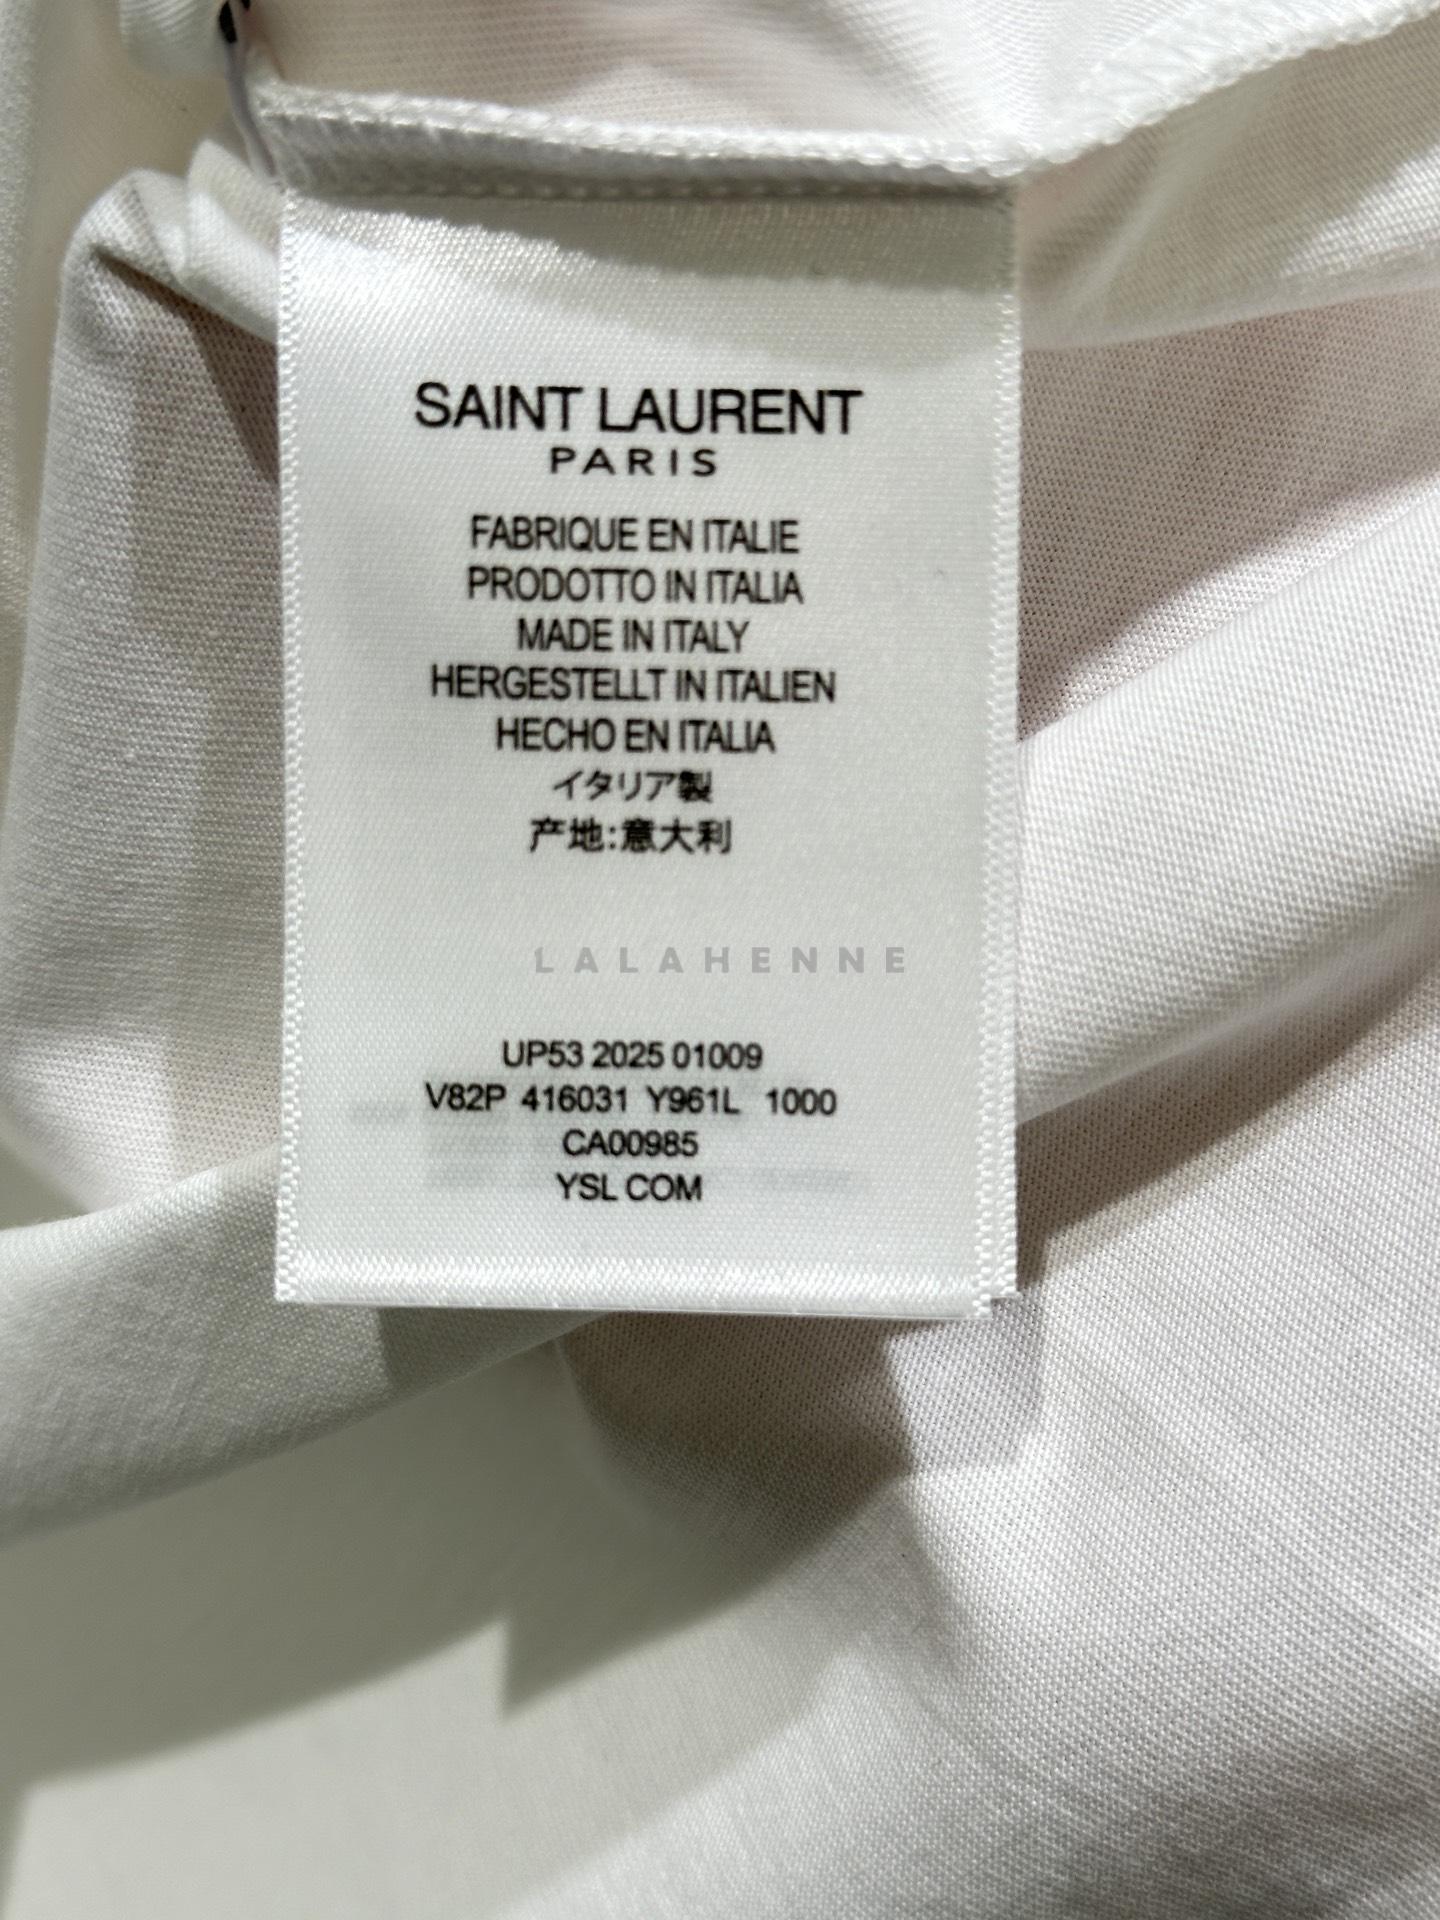 SAINT LAURENT
PARIS
FABRIQUE EN ITALIE
PRODOTTO IN ITALIA
MADE IN ITALY
HERGESTELLT IN ITALIEN
HECHO EN ITALIA
イタリア製
产地:意大利
LALAHENNE
UP53 2025 01009
V82P 416031 Y961L 1000
CA00985
YSL COM